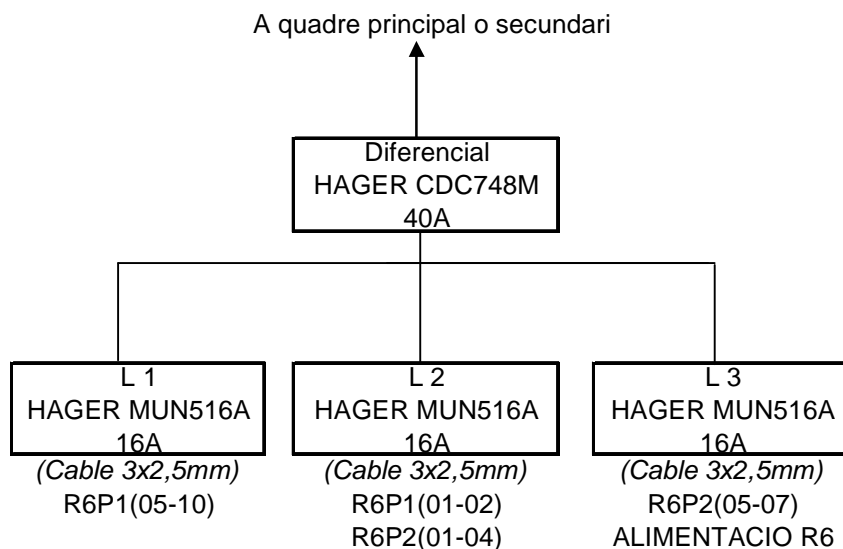 A quadre principal o secundari
Diferencial
HAGER CDC748M
40A
L 1
HAGER MUN516A
16A
(Cable 3x2,5mm)
R6P1(05-10)
L 2
HAGER MUN516A
16A
(Cable 3x2,5mm)
R6P1(01-02)
R6P2(01-04)
L 3
HAGER MUN516A
16A
(Cable 3x2,5mm)
R6P2(05-07)
ALIMENTACIO R6